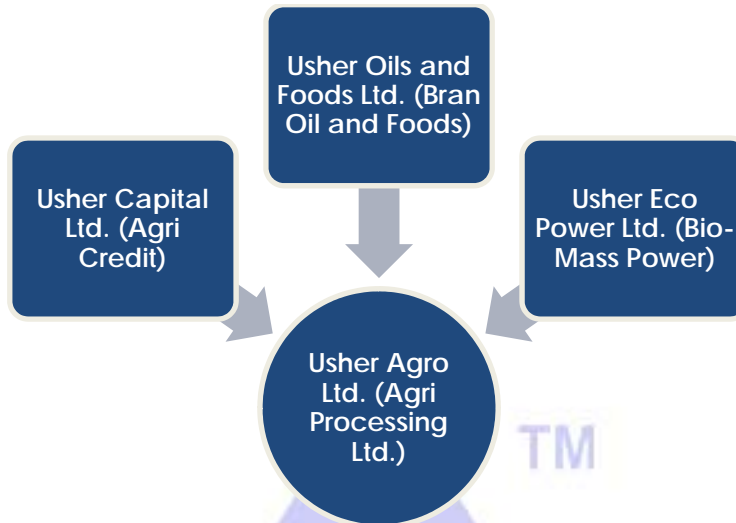 Usher Oils and
Foods Ltd. (Bran
Oil and Foods)
Usher Capital
Ltd. (Agri
Credit)
Usher Eco
Power Ltd. (Bio-
Mass Power)
Usher Agro
Ltd. (Agri
Processing
Ltd.)
TM